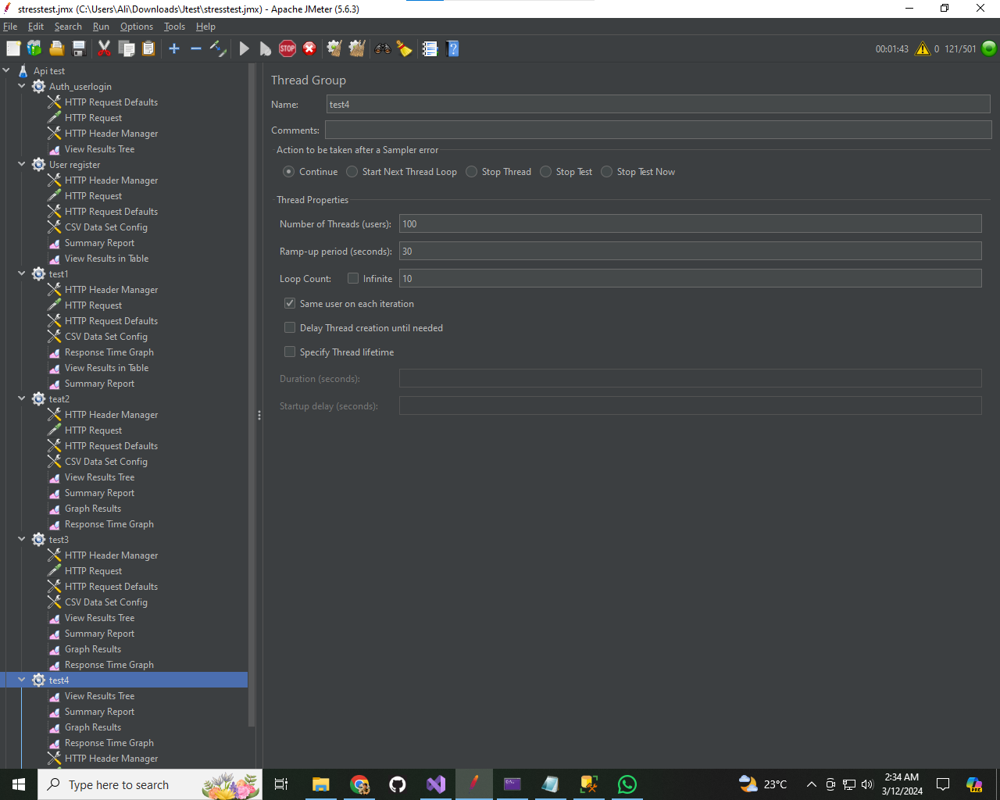 stresstest.jmx (C:\Users\Ali\Downloads\Jtest\stresstest.jmx) - Apache JMeter (5.6.3)
File Edit Search Run Options Tools Help
STOP
00:01:43 0 121/501
Api test
Auth_userlogin
HTTP Request Defaults
HTTP Request
HTTP Header Manager
View Results Tree
User register
HTTP Header Manager
HTTP Request
HTTP Request Defaults
CSV Data Set Config
Summary Report
View Results in Table
test1
HTTP Header Manager
HTTP Request
HTTP Request Defaults
CSV Data Set Config
Response Time Graph
View Results in Table
Summary Report
teat2
HTTP Header Manager
HTTP Request
HTTP Request Defaults
CSV Data Set Config
View Results Tree
Summary Report
Graph Results
Response Time Graph
test3
HTTP Header Manager
HTTP Request
HTTP Request Defaults
CSV Data Set Config
View Results Tree
Summary Report
Graph Results
Response Time Graph
test4
View Results Tree
Summary Report
Graph Results
Response Time Graph
HTTP Header Manager
Thread Group
Name: test4
Comments:
Action to be taken after a Sampler error
Continue Start Next Thread Loop Stop Thread Stop Test Stop Test Now
Thread Properties
Number of Threads (users): 100
Ramp-up period (seconds): 30
Loop Count: Infinite 10
Same user on each iteration
Delay Thread creation until needed
Specify Thread lifetime
Duration (seconds):
Startup delay (seconds):
Type here to search
23°C
2:34 AM
3/12/2024
PRE